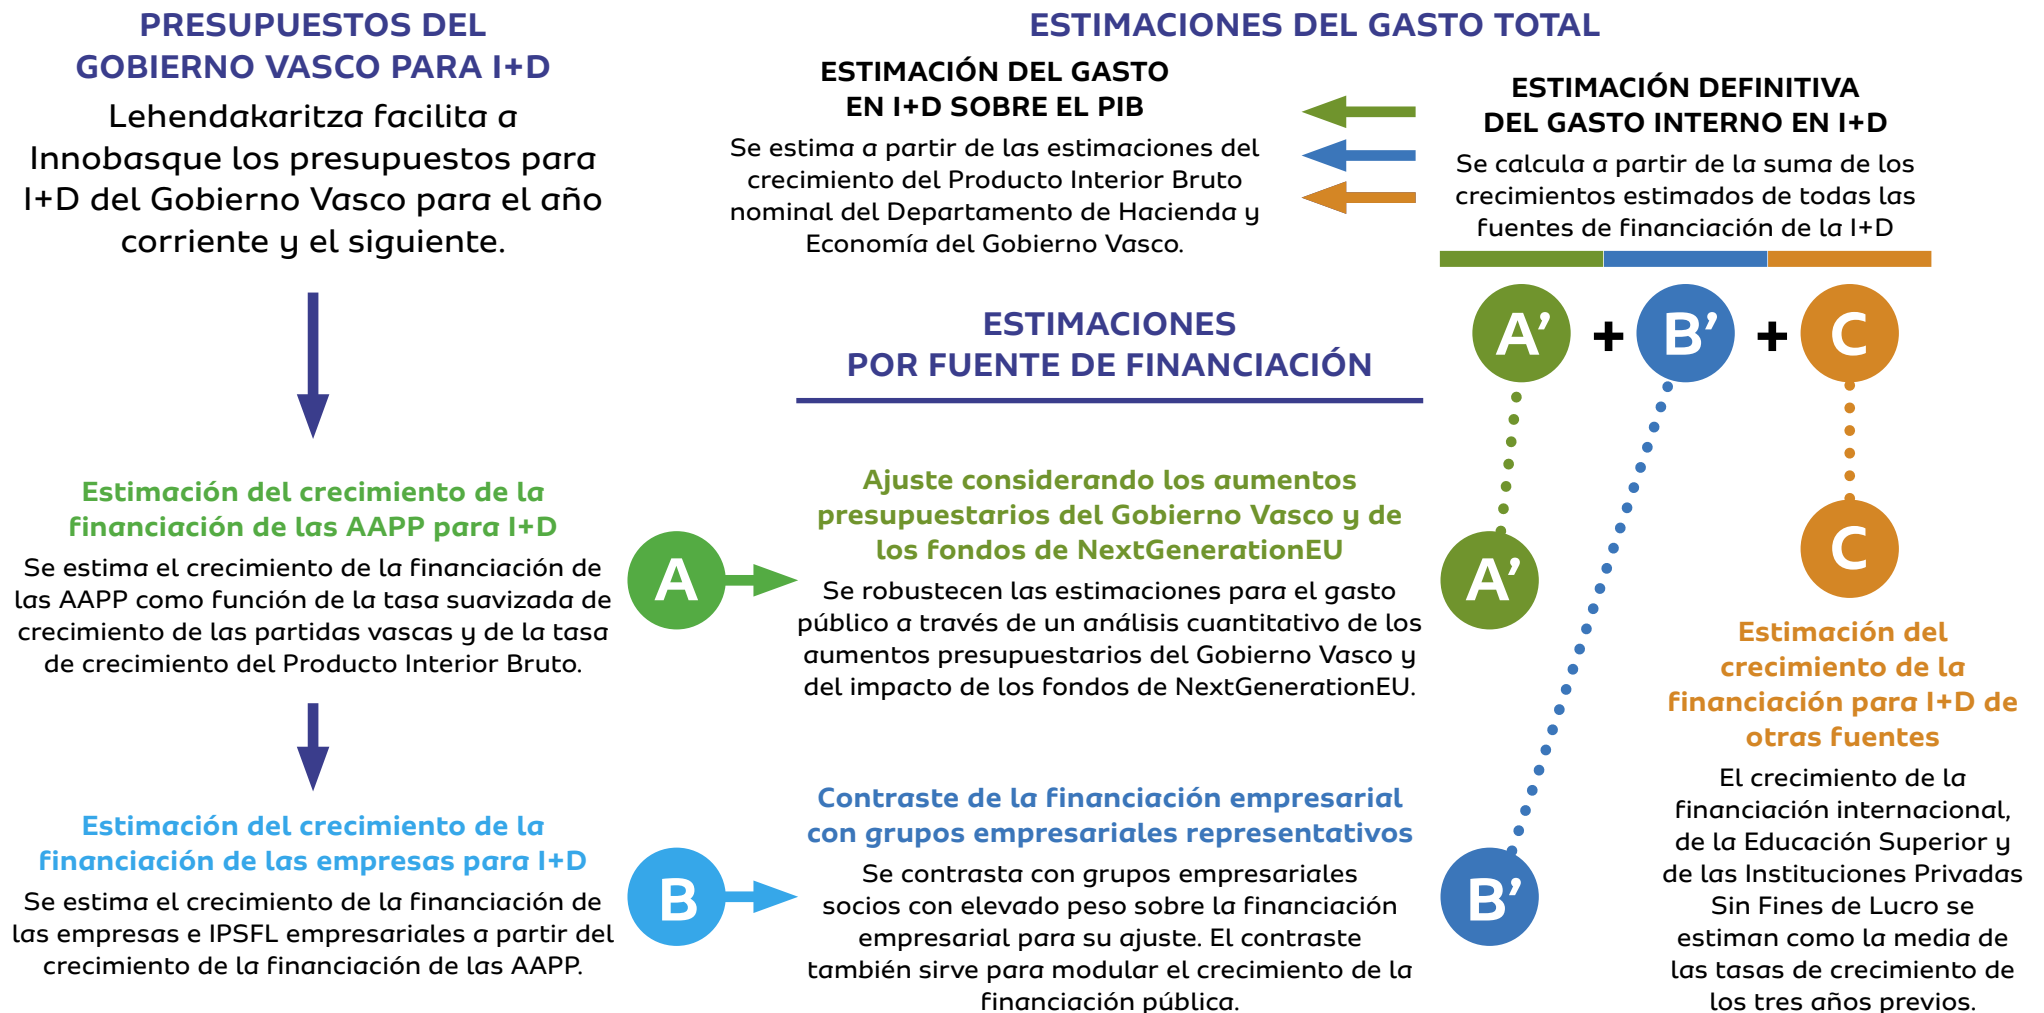 PRESUPUESTOS DEL
GOBIERNO VASCO PARA I+D
Lehendakaritza facilita a
Innobasque los presupuestos para
I+D del Gobierno Vasco para el año
corriente y el siguiente.
ESTIMACIONES DEL GASTO TOTAL
ESTIMACIÓN DEL GASTO
EN I+D SOBRE EL PIB
Se estima a partir de las estimaciones del
crecimiento del Producto Interior Bruto
nominal del Departamento de Hacienda y
Economía del Gobierno Vasco.
ESTIMACIÓN DEFINITIVA
DEL GASTO INTERNO EN I+D
Se calcula a partir de la suma de los
crecimientos estimados de todas las
fuentes de financiación de la I+D
A’ + B’ + C
ESTIMACIONES
POR FUENTE DE FINANCIACIÓN
Estimación del crecimiento de la
financiación de las AAPP para I+D
Se estima el crecimiento de la financiación de
las AAPP como función de la tasa suavizada de
crecimiento de las partidas vascas y de la tasa
de crecimiento del Producto Interior Bruto.
A
Ajuste considerando los aumentos
presupuestarios del Gobierno Vasco y de
los fondos de NextGenerationEU
Se robustecen las estimaciones para el gasto
público a través de un análisis cuantitativo de los
aumentos presupuestarios del Gobierno Vasco y
del impacto de los fondos de NextGenerationEU.
A’
C
Estimación del
crecimiento de la
financiación para I+D de
otras fuentes
El crecimiento de la
financiación internacional,
de la Educación Superior y
de las Instituciones Privadas
Sin Fines de Lucro se
estiman como la media de
las tasas de crecimiento de
los tres años previos.
Estimación del crecimiento de la
financiación de las empresas para I+D
Se estima el crecimiento de la financiación de
las empresas e IPSFL empresariales a partir del
crecimiento de la financiación de las AAPP.
B
Contraste de la financiación empresarial
con grupos empresariales representativos
Se contrasta con grupos empresariales
socios con elevado peso sobre la financiación
empresarial para su ajuste. El contraste
también sirve para modular el crecimiento de la
financiación pública.
B’